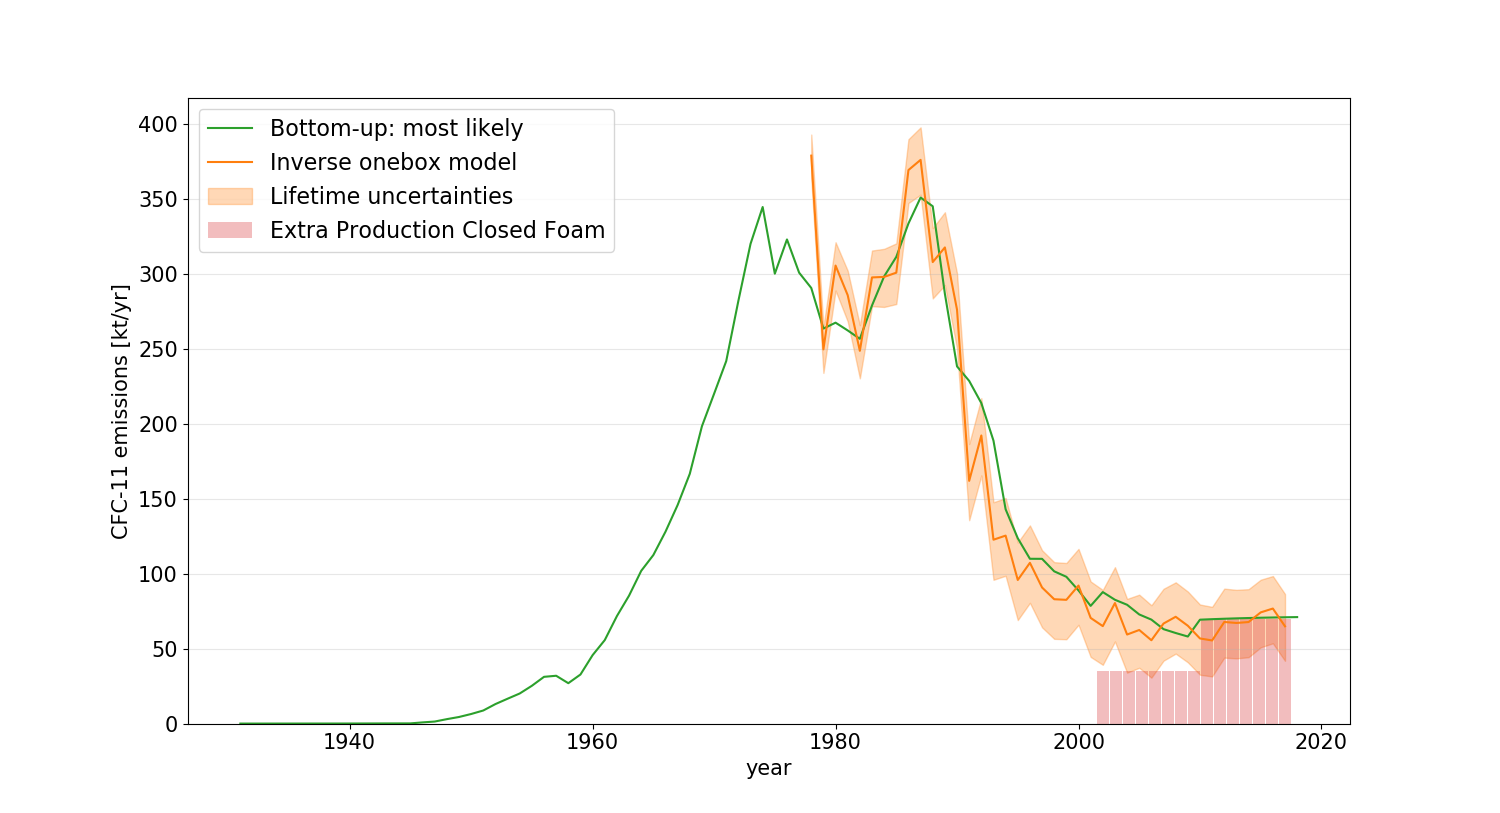 Bottom-up: most likely
Inverse onebox model
Lifetime uncertainties
Extra Production Closed Foam
CFC-11 emissions [kt/yr]
400
350
300
250
200
150
100
50
0
1940 1960 1980 2000 2020
year